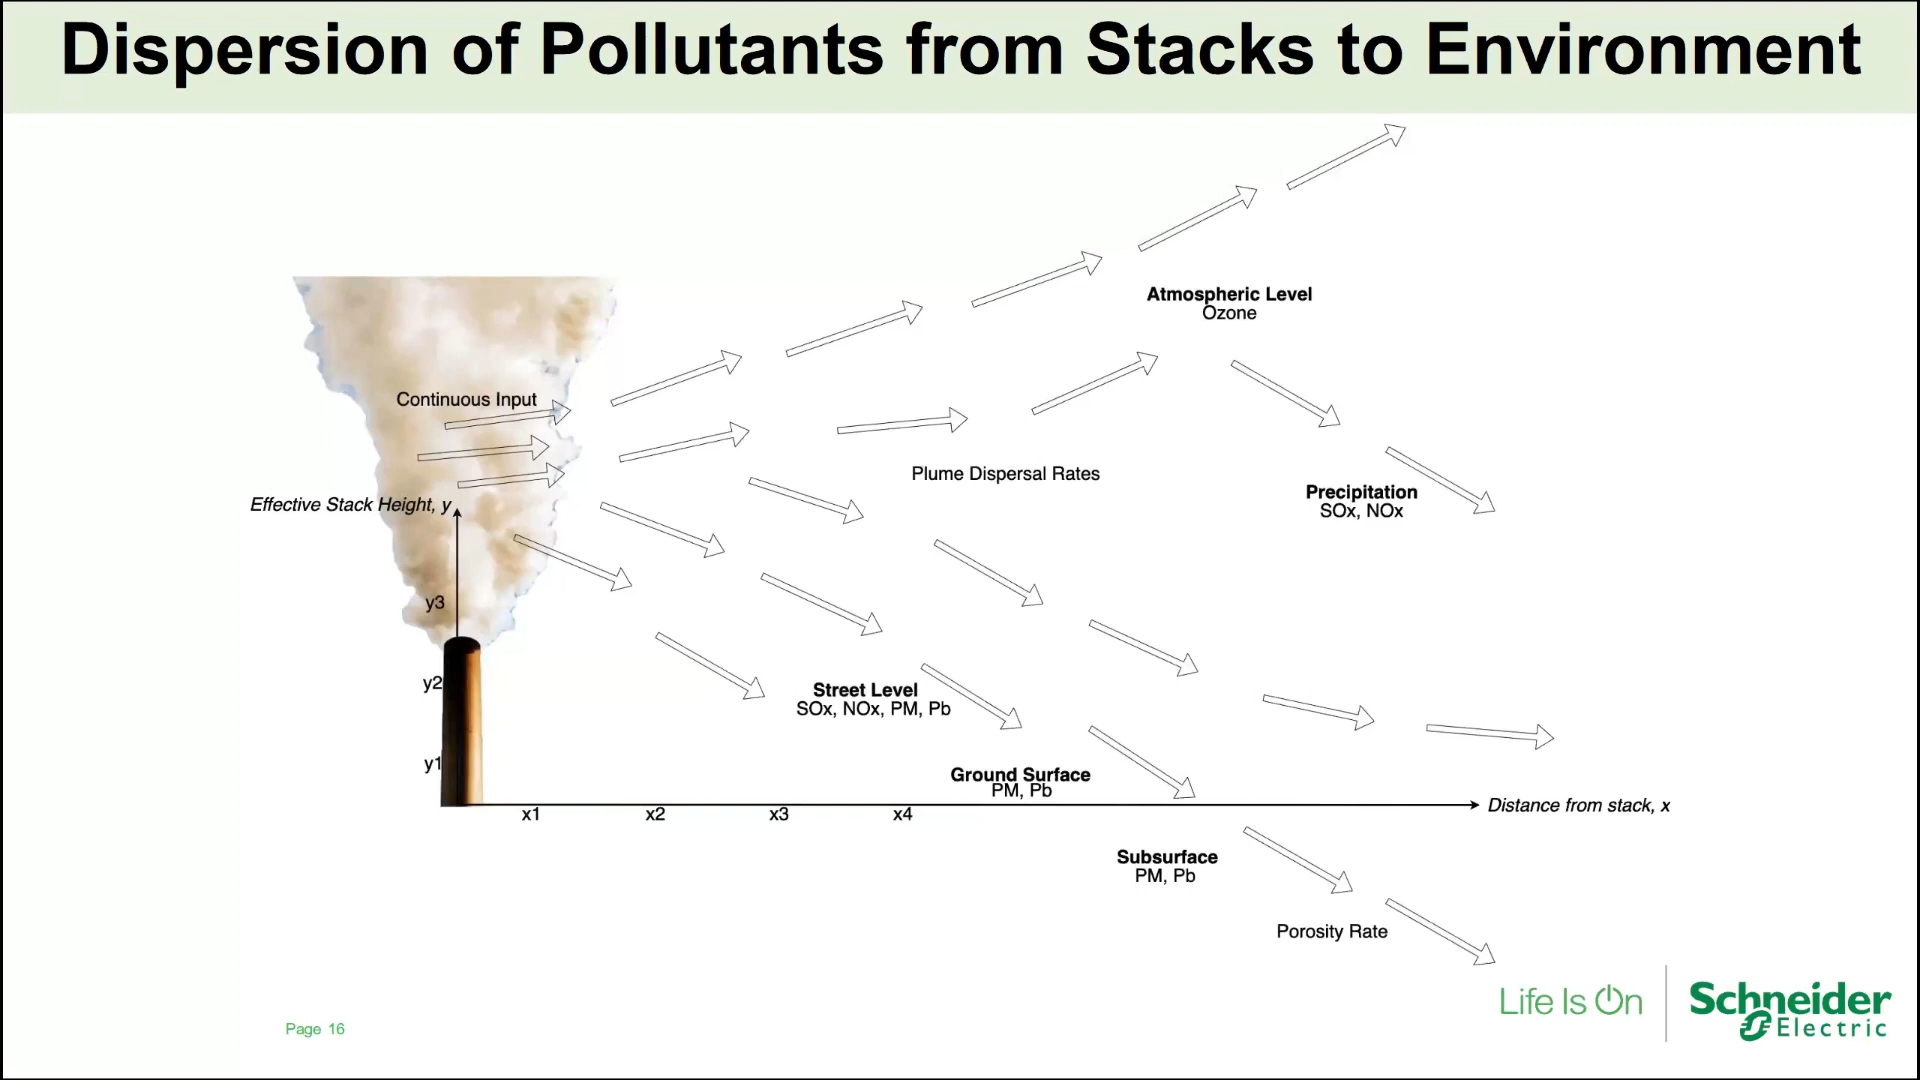 Dispersion of Pollutants from Stacks to Environment
Atmospheric Level
Ozone
Continuous Input
Plume Dispersal Rates
Effective Stack Height, y
Precipitation
SOx, NOx
y3
y2
Street Level
SOx, NOx, PM, Pb
y1
Ground Surface
PM, Pb
x1 x2 x3 x4
Distance from stack, x
Subsurface
PM, Pb
Porosity Rate
Life Is On
Schneider
Electric
Page 16